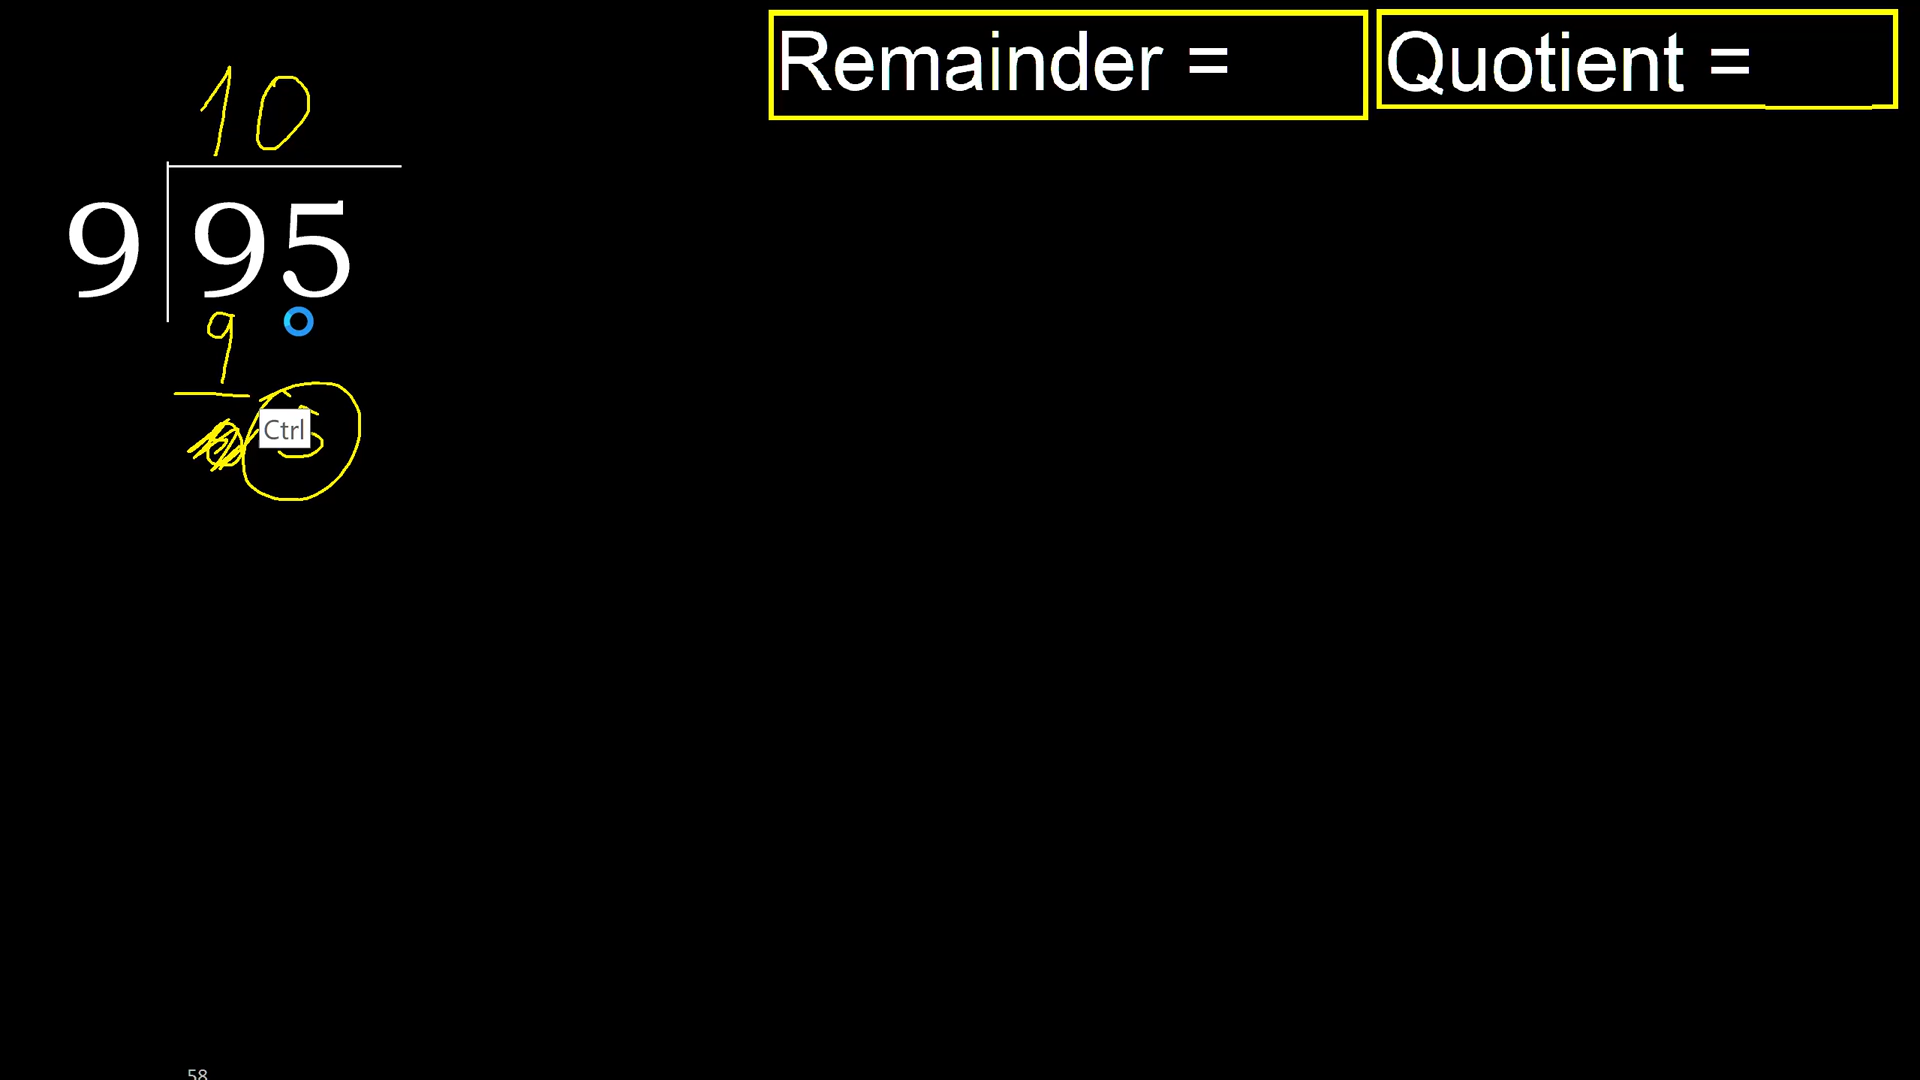 Remainder =
Quotient =
10
9 95
9
Ctrl
58